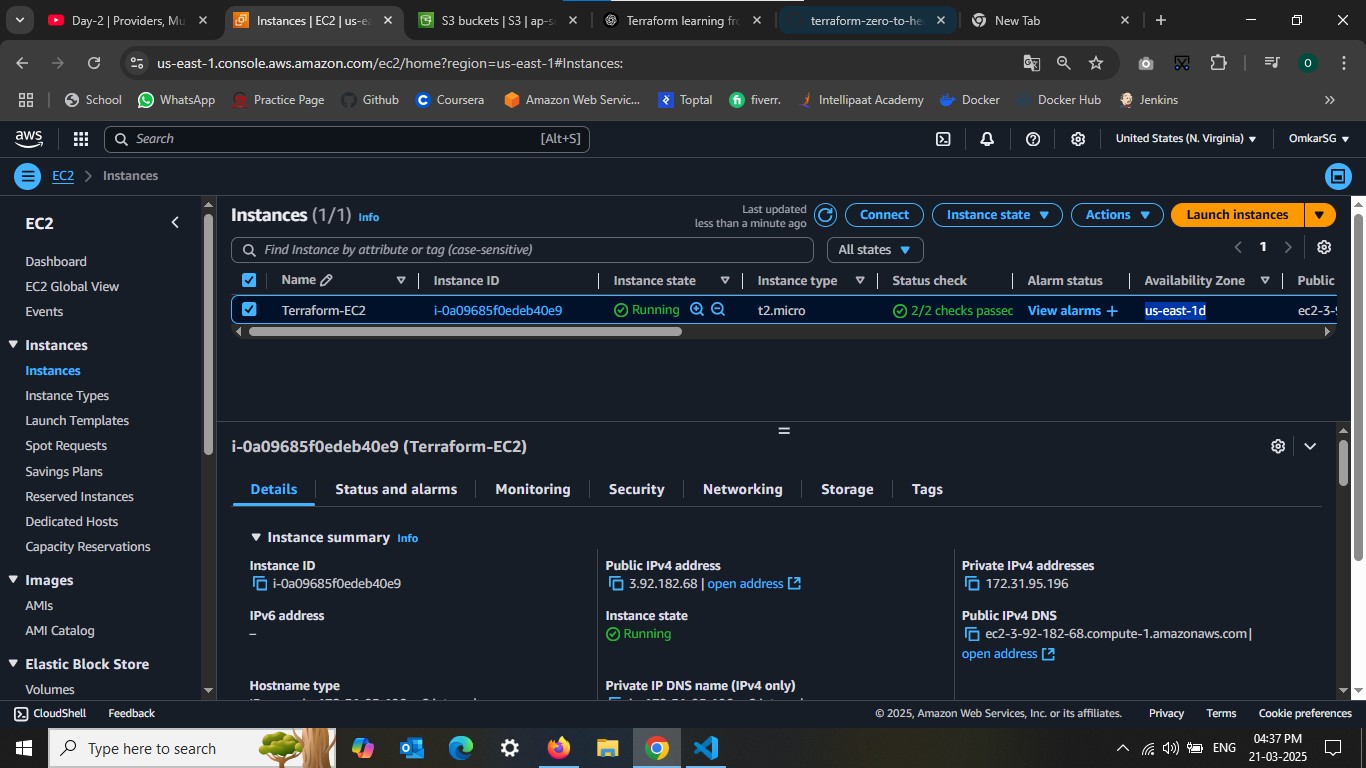 Day-2 | Providers, Mu
Instances | EC2 | us-ea
S3 buckets | S3 | ap-s
Terraform learning fro
terraform-zero-to-he
New Tab
us-east-1.console.aws.amazon.com/ec2/home?region=us-east-1#Instances:
O
School
WhatsApp
Practice Page
Github
Coursera
Amazon Web Servic...
Toptal
fiverr.
Intellipaat Academy
Docker
Docker Hub
Jenkins
aws
Search
[Alt+S]
United States (N. Virginia)
OmkarSG
EC2
Instances
EC2
Dashboard
EC2 Global View
Events
Instances
Instances
Instance Types
Launch Templates
Spot Requests
Savings Plans
Reserved Instances
Dedicated Hosts
Capacity Reservations
Images
AMIs
AMI Catalog
Elastic Block Store
Volumes
Instances (1/1) Info
Last updated
less than a minute ago
Connect
Instance state
Actions
Launch instances
Find Instance by attribute or tag (case-sensitive)
All states
1
Name
Instance ID
Instance state
Instance type
Status check
Alarm status
Availability Zone
Public
Terraform-EC2
i-0a09685f0edeb40e9
Running
t2.micro
2/2 checks passed
View alarms +
us-east-1d
ec2-3-9
i-0a09685f0edeb40e9 (Terraform-EC2)
Details
Status and alarms
Monitoring
Security
Networking
Storage
Tags
Instance summary Info
Instance ID
i-0a09685f0edeb40e9
Public IPv4 address
3.92.182.68 | open address
Private IPv4 addresses
172.31.95.196
IPv6 address
–
Instance state
Running
Public IPv4 DNS
ec2-3-92-182-68.compute-1.amazonaws.com |
open address
Hostname type
Private IP DNS name (IPv4 only)
CloudShell
Feedback
© 2025, Amazon Web Services, Inc. or its affiliates.
Privacy
Terms
Cookie preferences
Type here to search
ENG
04:37 PM
21-03-2025